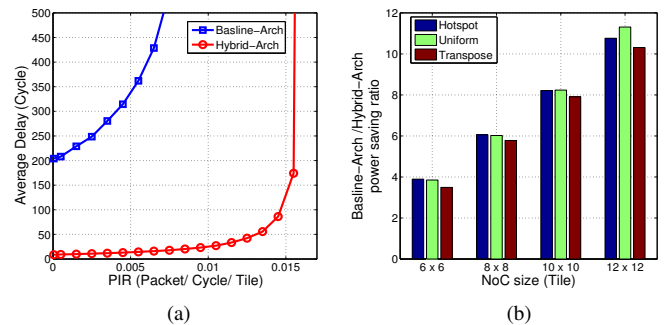 500
450
400
350
300
250
200
150
100
50
0
Average Delay (Cycle)
Basline-Arch
Hybrid-Arch
0
0.005
0.01
0.015
PIR (Packet/ Cycle/ Tile)
(a)
12
10
8
6
4
2
0
Basline-Arch /Hybrid-Arch
power saving ratio
Hotspot
Uniform
Transpose
6 x 6
8 x 8
10 x 10
12 x 12
NoC size (Tile)
(b)